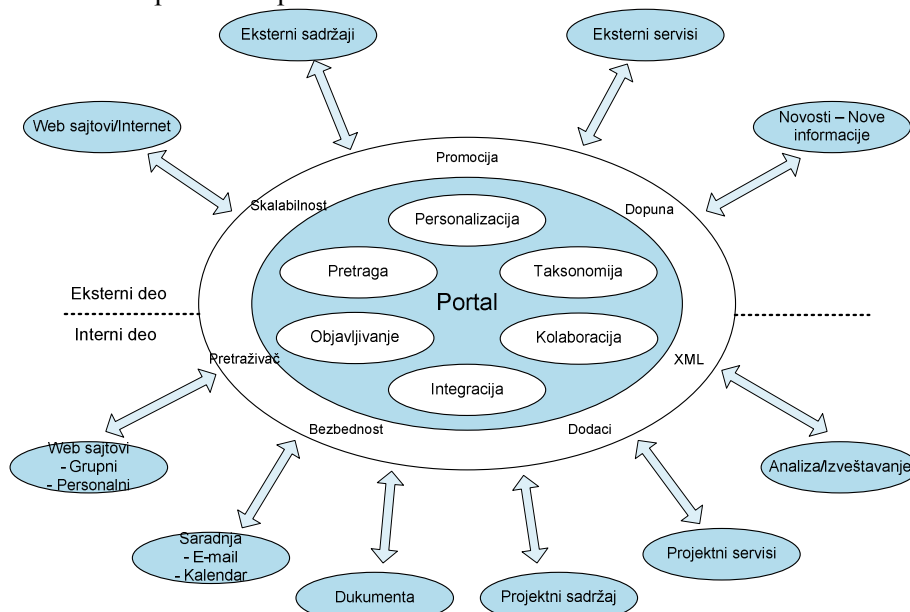 Eksterni sadržaji
Eksterni servisi
Web sajtovi/Internet
Novosti – Nove
informacije
Promocija
Skalabilnost
Dopuna
Personalizacija
Pretraga
Taksonomija
Portal
Eksterni deo
Interni deo
Objavljivanje
Kolaboracija
Pretraživač
XML
Integracija
Bezbednost
Dodaci
Web sajtovi
- Grupni
- Personalni
Analiza/Izveštavanje
Saradnja
- E-mail
- Kalendar
Projektni servisi
Dukumenta
Projektni sadržaj